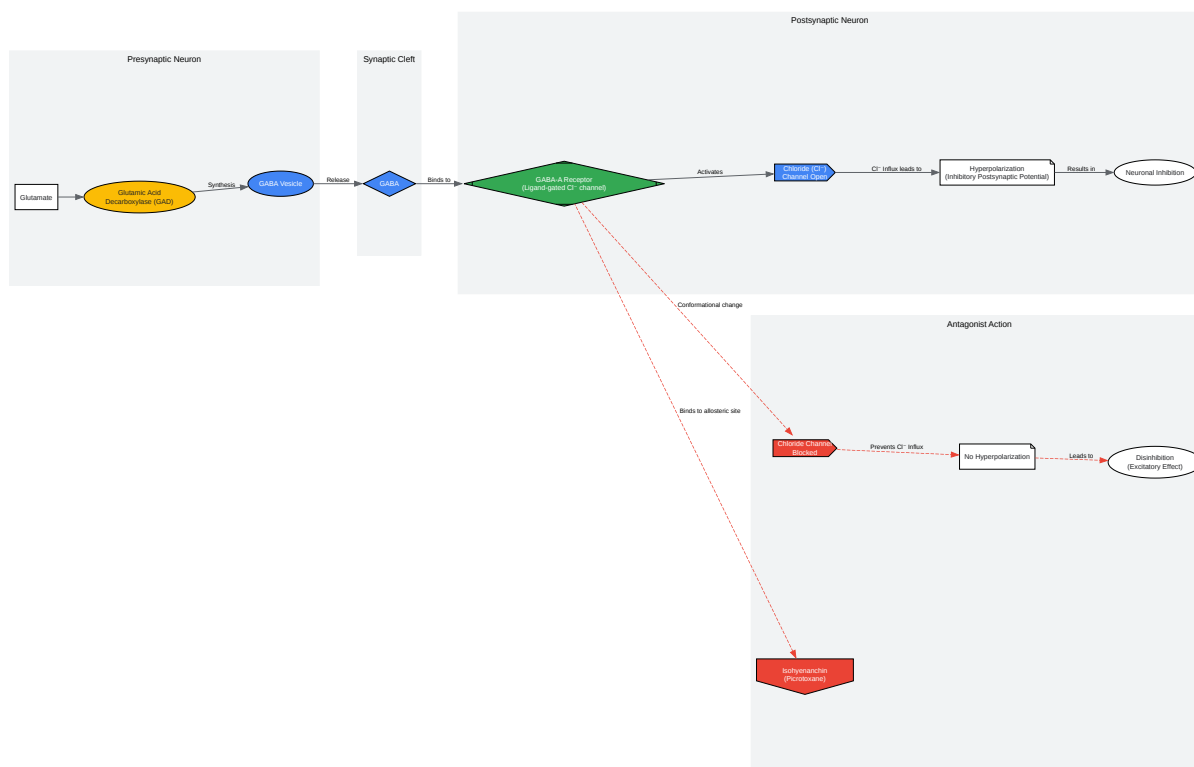 Postsynaptic Neuron
Presynaptic Neuron
Synaptic Cleft
Glutamate
Glutamic Acid
Decarboxylase (GAD)
Synthesis
GABA Vesicle
Release
GABA
Binds to
GABA-A Receptor
(Ligand-gated Cl⁻ channel)
Activates
Chloride (Cl⁻)
Channel Open
Cl⁻ Influx leads to
Hyperpolarization
(Inhibitory Postsynaptic Potential)
Results in
Neuronal Inhibition
Conformational change
Antagonist Action
Binds to allosteric site
Chloride Channel
Blocked
Prevents Cl⁻ Influx
No Hyperpolarization
Leads to
Disinhibition
(Excitatory Effect)
Isohyenanchin
(Picrotoxane)